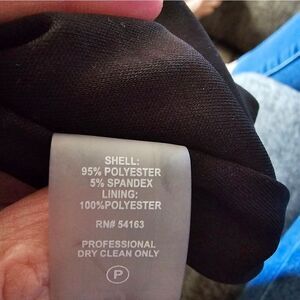 SHELL:
95% POLYESTER
5% SPANDEX
LINING:
100%POLYESTER
RN# 54163
PROFESSIONAL
DRY CLEAN ONLY
P